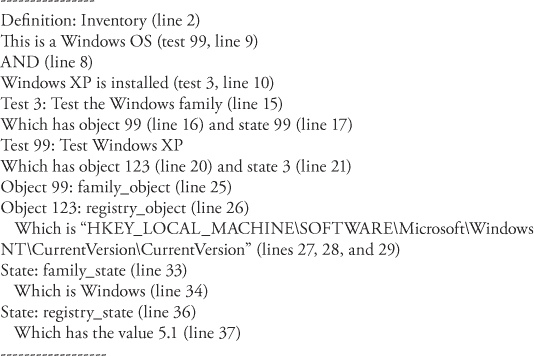 ----------------
Definition: Inventory (line 2)
This is a Windows OS (test 99, line 9)
AND (line 8)
Windows XP is installed (test 3, line 10)
Test 3: Test the Windows family (line 15)
Which has object 99 (line 16) and state 99 (line 17)
Test 99: Test Windows XP
Which has object 123 (line 20) and state 3 (line 21)
Object 99: family_object (line 25)
Object 123: registry_object (line 26)
Which is “HKEY_LOCAL_MACHINE\SOFTWARE\Microsoft\Windows
NT\CurrentVersion\CurrentVersion” (lines 27, 28, and 29)
State: family_state (line 33)
Which is Windows (line 34)
State: registry_state (line 36)
Which has the value 5.1 (line 37)
------------------